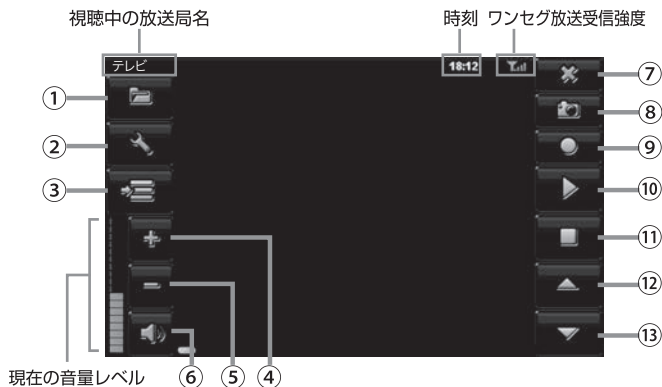 視聴中の放送局名
時刻
ワンセグ放送受信強度
テレビ
18:12
①
②
③
④
⑤
⑥
⑦
⑧
⑨
⑩
⑪
⑫
⑬
現在の音量レベル